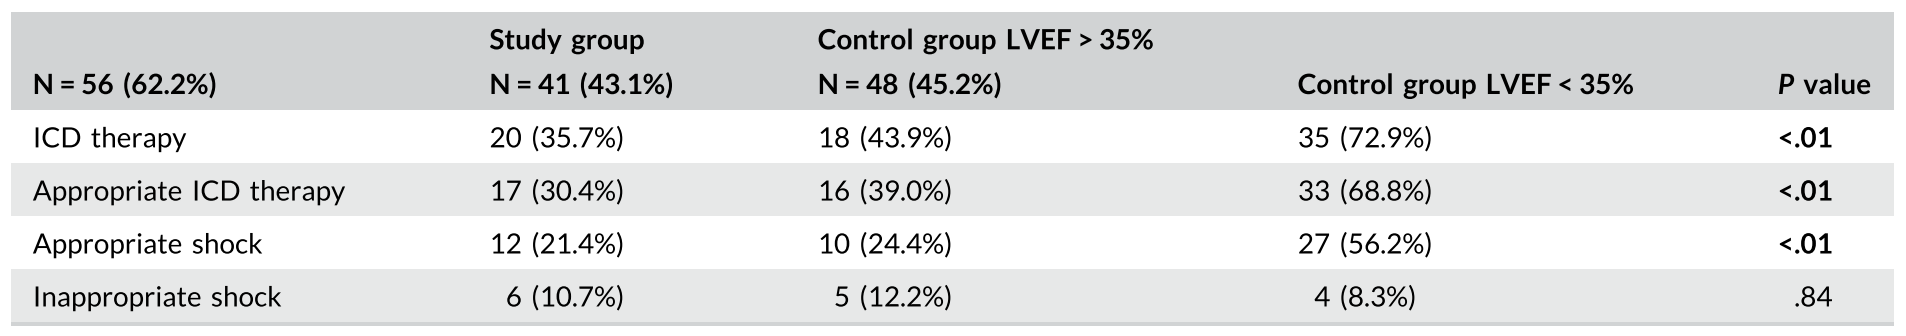 Study group Control group LVEF > 35%
N = 56 (62.2%) N = 41 (43.1%) N = 48 (45.2%) Control group LVEF < 35% P value
ICD therapy 20 (35.7%) 18 (43.9%) 35 (72.9%) <.01
Appropriate ICD therapy 17 (30.4%) 16 (39.0%) 33 (68.8%) <.01
Appropriate shock 12 (21.4%) 10 (24.4%) 27 (56.2%) <.01
Inappropriate shock 6 (10.7%) 5 (12.2%) 4 (8.3%) .84